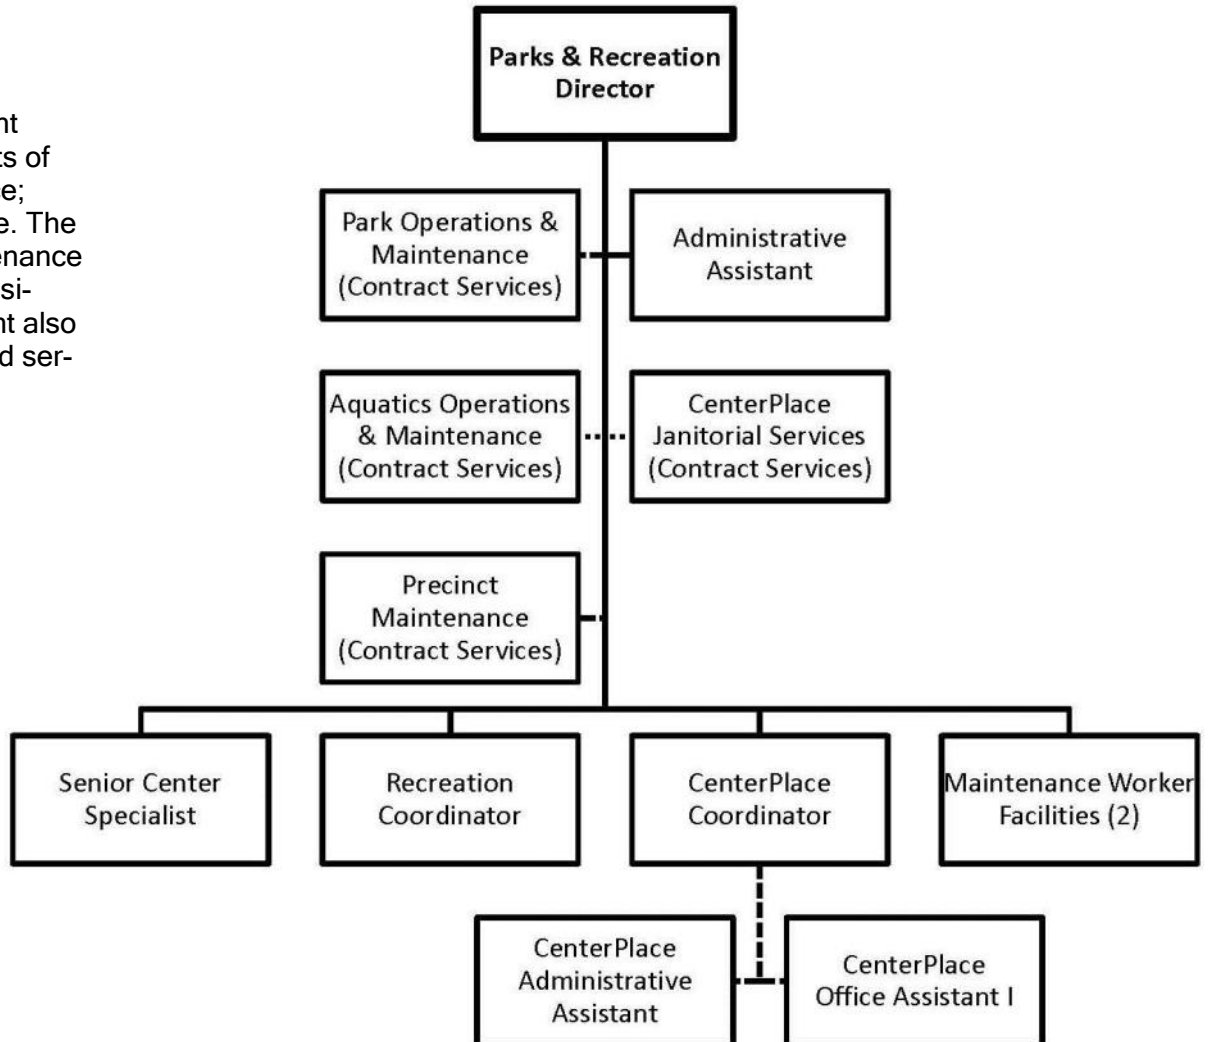 Parks & Recreation
Director
nt
ts of
ce;
e. The
enance
si-
nt also
d ser-
Park Operations &
Maintenance
(Contract Services)
Administrative
Assistant
Aquatics Operations
& Maintenance
(Contract Services)
CenterPlace
Janitorial Services
(Contract Services)
Precinct
Maintenance
(Contract Services)
Senior Center
Specialist
Recreation
Coordinator
CenterPlace
Coordinator
Maintenance Worker
Facilities (2)
CenterPlace
Administrative
Assistant
CenterPlace
Office Assistant I